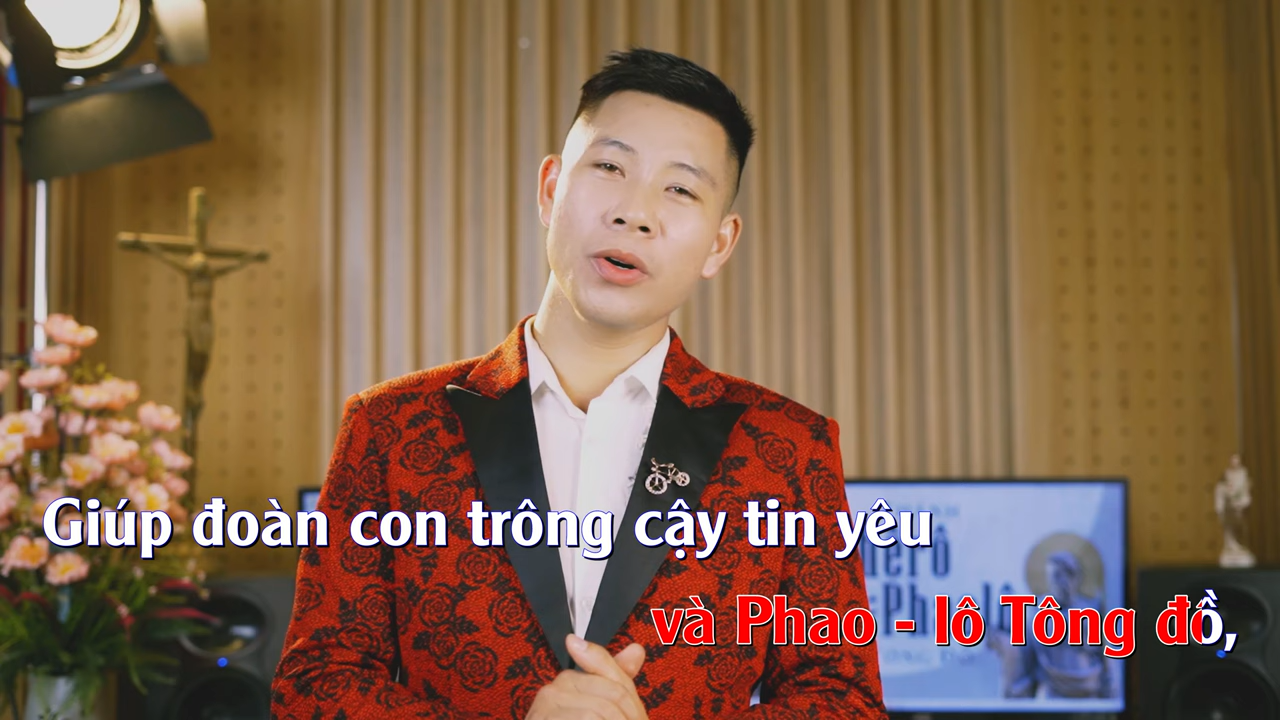 Giúp đoàn con trông cậy tin yêu
và Phao - lô Tông đồ,